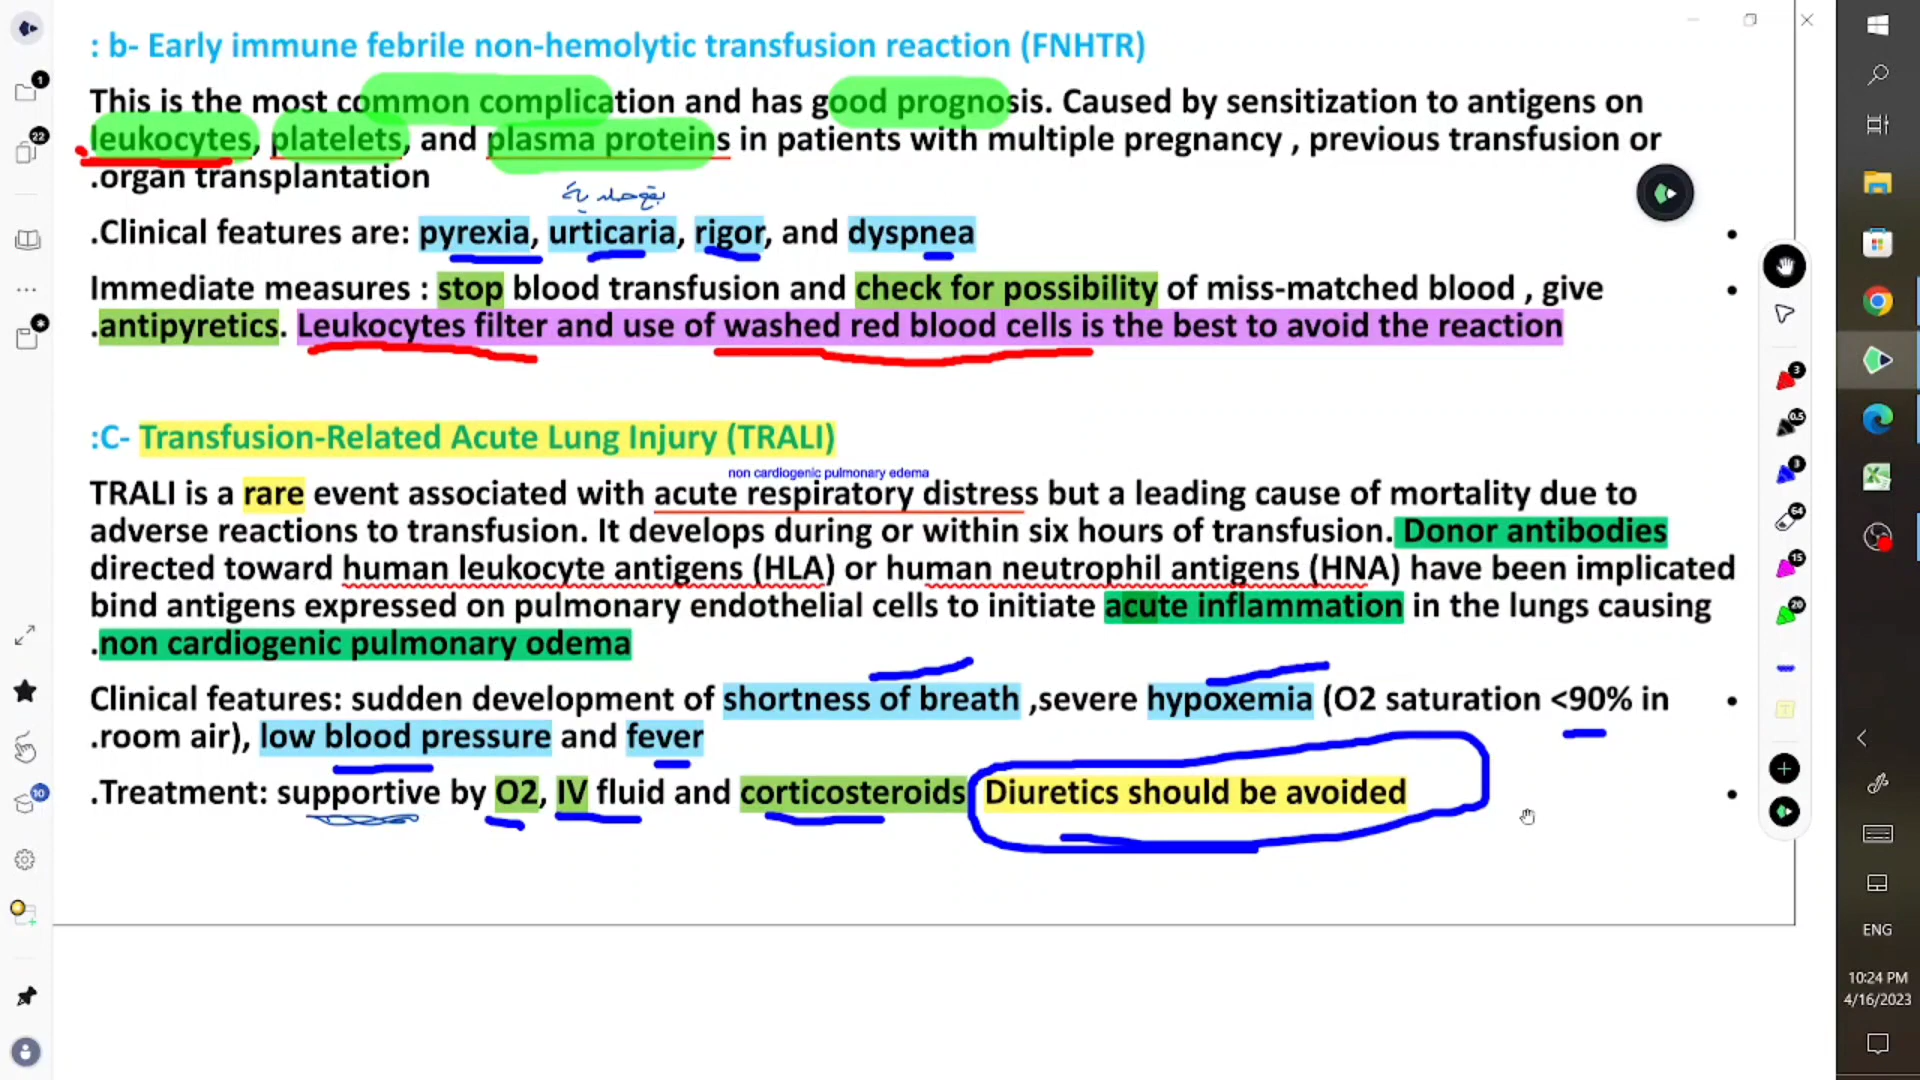 : b- Early immune febrile non-hemolytic transfusion reaction (FNHTR)
This is the most common complication and has good prognosis. Caused by sensitization to antigens on
leukocytes, platelets, and plasma proteins in patients with multiple pregnancy , previous transfusion or
.organ transplantation
.Clinical features are: pyrexia, urticaria, rigor, and dyspnea
Immediate measures : stop blood transfusion and check for possibility of miss-matched blood , give
.antipyretics. Leukocytes filter and use of washed red blood cells is the best to avoid the reaction
:C- Transfusion-Related Acute Lung Injury (TRALI)
non cardiogenic pulmonary edema
TRALI is a rare event associated with acute respiratory distress but a leading cause of mortality due to
adverse reactions to transfusion. It develops during or within six hours of transfusion. Donor antibodies
directed toward human leukocyte antigens (HLA) or human neutrophil antigens (HNA) have been implicated
bind antigens expressed on pulmonary endothelial cells to initiate acute inflammation in the lungs causing
.non cardiogenic pulmonary odema
Clinical features: sudden development of shortness of breath ,severe hypoxemia (O2 saturation <90% in
.room air), low blood pressure and fever
.Treatment: supportive by O2, IV fluid and corticosteroids Diuretics should be avoided
1
22
10
3
0.5
3
64
15
20
ENG
10:24 PM
4/16/2023